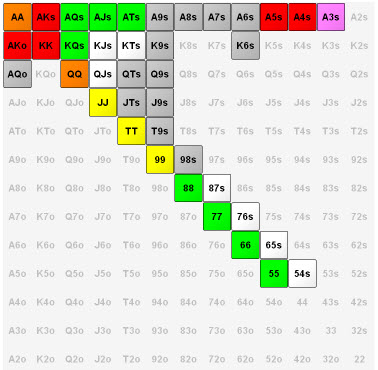 AA AKs AQs AJs ATs A9s A8s A7s A6s A5s A4s A3s A2s
AKo KK KQs KJs KTs K9s K8s K7s K6s K5s K4s K3s K2s
AQo KQo QQ QJs QTs Q9s Q8s Q7s Q6s Q5s Q4s Q3s Q2s
AJo KJo QJo JJ JTs J9s J8s J7s J6s J5s J4s J3s J2s
ATo KTo QTo JTo TT T9s T8s T7s T6s T5s T4s T3s T2s
A9o K9o Q9o J9o T9o 99 98s 97s 96s 95s 94s 93s 92s
A8o K8o Q8o J8o T8o 98o 88 87s 86s 85s 84s 83s 82s
A7o K7o Q7o J7o T7o 97o 87o 77 76s 75s 74s 73s 72s
A6o K6o Q6o J6o T6o 96o 86o 76o 66 65s 64s 63s 62s
A5o K5o Q5o J5o T5o 95o 85o 75o 65o 55 54s 53s 52s
A4o K4o Q4o J4o T4o 94o 84o 74o 64o 54o 44 43s 42s
A3o K3o Q3o J3o T3o 93o 83o 73o 63o 53o 43o 33 32s
A2o K2o Q2o J2o T2o 92o 82o 72o 62o 52o 42o 32o 22